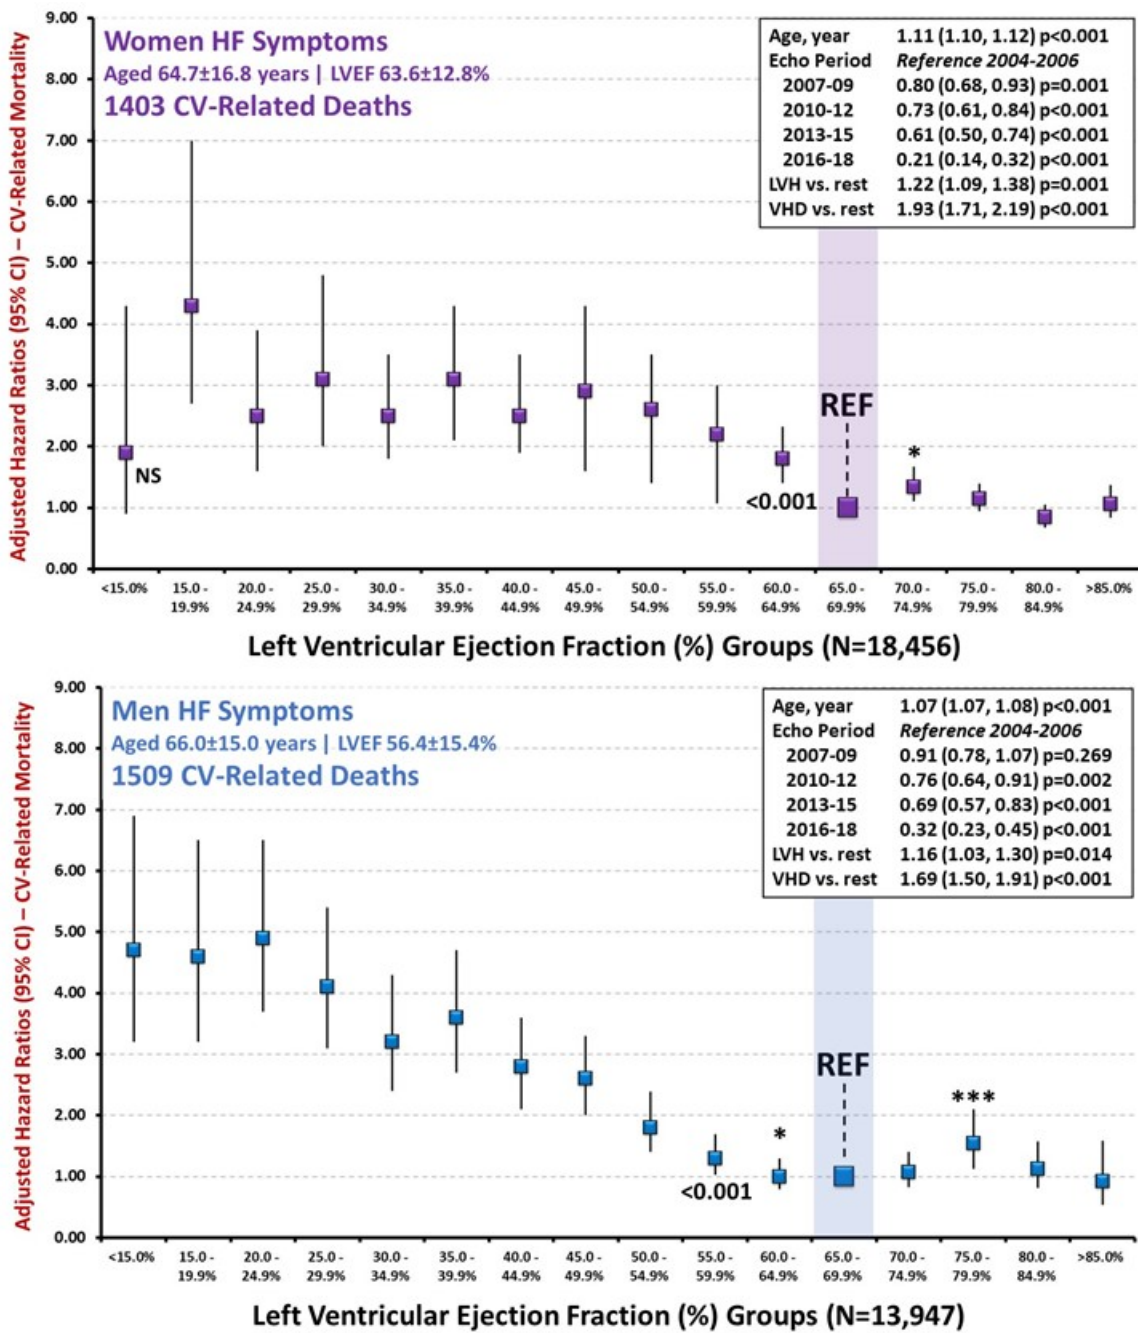 Adjusted Hazard Ratios (95% CI) – CV-Related Mortality
9.00
8.00
7.00
6.00
5.00
4.00
3.00
2.00
1.00
0.00
Women HF Symptoms
Aged 64.7±16.8 years | LVEF 63.6±12.8%
1403 CV-Related Deaths
Age, year 1.11 (1.10, 1.12) p<0.001
Echo Period Reference 2004-2006
2007-09 0.80 (0.68, 0.93) p=0.001
2010-12 0.73 (0.61, 0.84) p<0.001
2013-15 0.61 (0.50, 0.74) p<0.001
2016-18 0.21 (0.14, 0.32) p<0.001
LVH vs. rest 1.22 (1.09, 1.38) p=0.001
VHD vs. rest 1.93 (1.71, 2.19) p<0.001
REF
*
NS
<0.001
<15.0% 15.0 - 20.0 - 25.0 - 30.0 - 35.0 - 40.0 - 45.0 - 50.0 - 55.0 - 60.0 - 65.0 - 70.0 - 75.0 - 80.0 - >85.0%
19.9% 24.9% 29.9% 34.9% 39.9% 44.9% 49.9% 54.9% 59.9% 64.9% 69.9% 74.9% 79.9% 84.9%
Left Ventricular Ejection Fraction (%) Groups (N=18,456)
Adjusted Hazard Ratios (95% CI) – CV-Related Mortality
9.00
8.00
7.00
6.00
5.00
4.00
3.00
2.00
1.00
0.00
Men HF Symptoms
Aged 66.0±15.0 years | LVEF 56.4±15.4%
1509 CV-Related Deaths
Age, year 1.07 (1.07, 1.08) p<0.001
Echo Period Reference 2004-2006
2007-09 0.91 (0.78, 1.07) p=0.269
2010-12 0.76 (0.64, 0.91) p=0.002
2013-15 0.69 (0.57, 0.83) p<0.001
2016-18 0.32 (0.23, 0.45) p<0.001
LVH vs. rest 1.16 (1.03, 1.30) p=0.014
VHD vs. rest 1.69 (1.50, 1.91) p<0.001
REF
***
*
<0.001
<15.0% 15.0 - 20.0 - 25.0 - 30.0 - 35.0 - 40.0 - 45.0 - 50.0 - 55.0 - 60.0 - 65.0 - 70.0 - 75.0 - 80.0 - >85.0%
19.9% 24.9% 29.9% 34.9% 39.9% 44.9% 49.9% 54.9% 59.9% 64.9% 69.9% 74.9% 79.9% 84.9%
Left Ventricular Ejection Fraction (%) Groups (N=13,947)